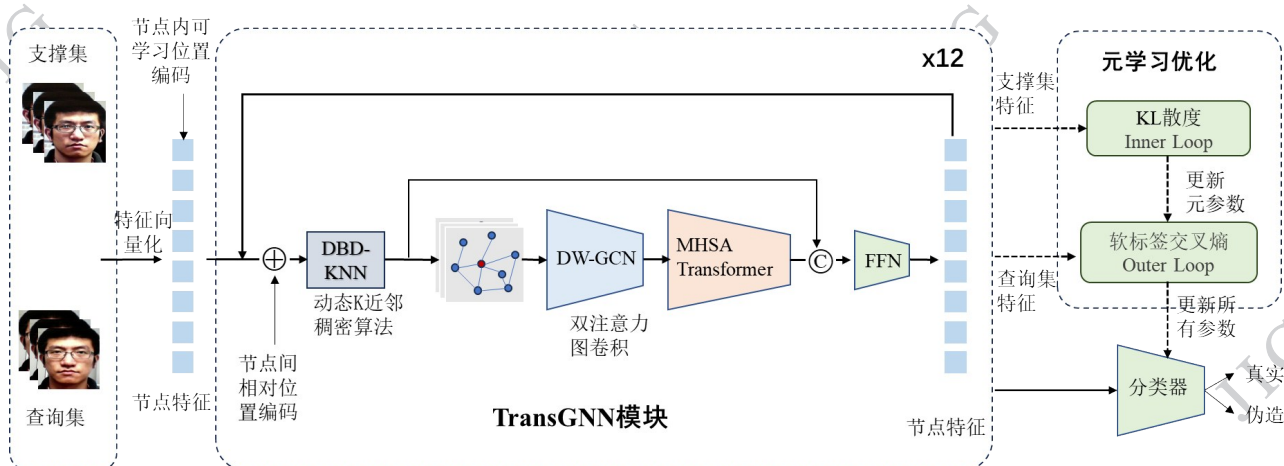 支撑集
查询集
特征向
量化
节点内可
学习位置
编码
节点特征
x12
节点间
相对位
置编码
DBD-
KNN
动态K近邻
稠密算法
DW-GCN
双注意力
图卷积
MHSA
Transformer
C
FFN
TransGNN模块
节点特征
支撑集
特征
查询集
特征
元学习优化
KL散度
Inner Loop
更新
元参数
软标签交叉熵
Outer Loop
更新所
有参数
分类器
真实
伪造